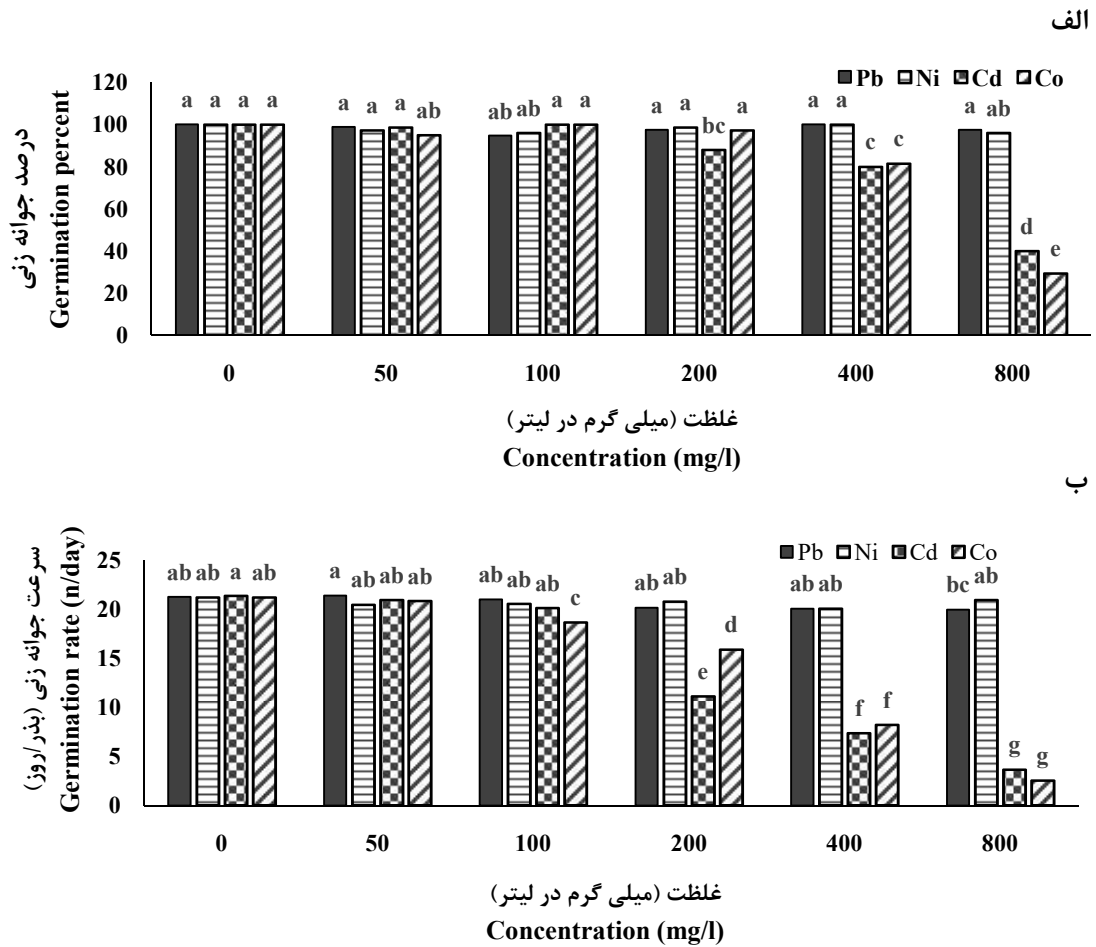 الف
Pb Ni Cd Co
120
100
80
60
40
20
0
درصد جوانه زنی
Germination percent
a a a a
a a a ab
ab ab a a
a a bc a
a a c c
a ab d e
0 50 100 200 400 800
غلظت (میلی گرم در لیتر)
Concentration (mg/l)
ب
Pb Ni Cd Co
25
20
15
10
5
0
سرعت جوانه زنی (بذر/روز)
Germination rate (n/day)
ab ab a ab
a ab ab ab
ab ab ab c
ab ab e d
ab ab f f
bc ab g g
0 50 100 200 400 800
غلظت (میلی گرم در لیتر)
Concentration (mg/l)